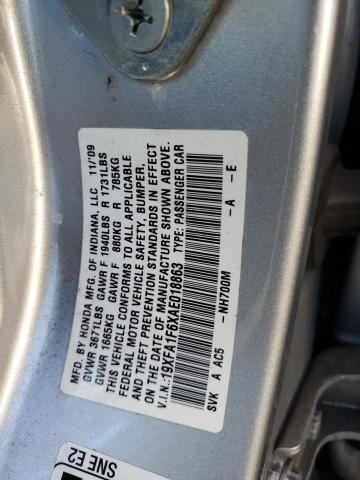 MFD. BY HONDA MFG. OF INDIANA, LLC 11/'09
GVWR 3671LBS GAWR F 1940LBS R 1731LBS
GVWR 1665KG GAWR F 880KG R 785KG
THIS VEHICLE CONFORMS TO ALL APPLICABLE
FEDERAL MOTOR VEHICLE SAFETY, BUMPER,
AND THEFT PREVENTION STANDARDS IN EFFECT
ON THE DATE OF MANUFACTURE SHOWN ABOVE.
V.I.N.:19XFA1F6XAE018663 TYPE: PASSENGER CAR
-NH700M -A -E
SVK A AC5
SNE E2